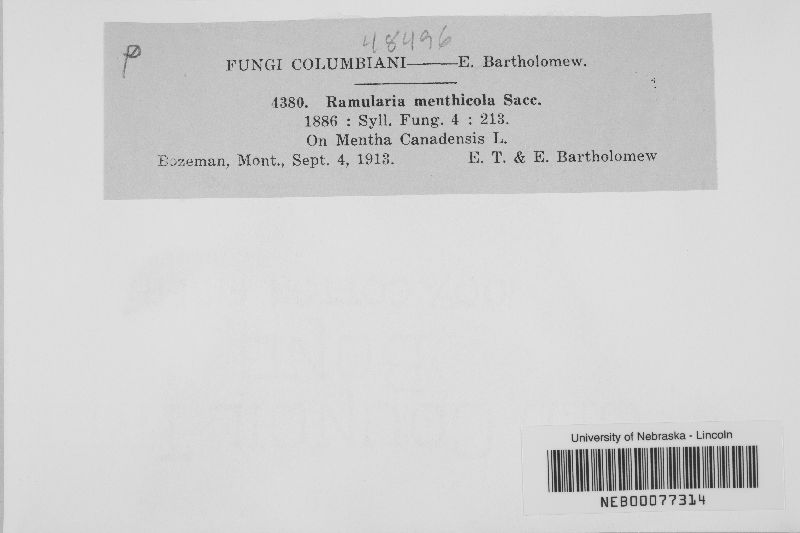 48496
P
FUNGI COLUMBIANI—E. Bartholomew.
4380. Ramularia menthicola Sacc.
1886 : Syll. Fung. 4 : 213.
On Mentha Canadensis L.
Bozeman, Mont., Sept. 4, 1913. E. T. & E. Bartholomew
University of Nebraska - Lincoln
NEB00077314